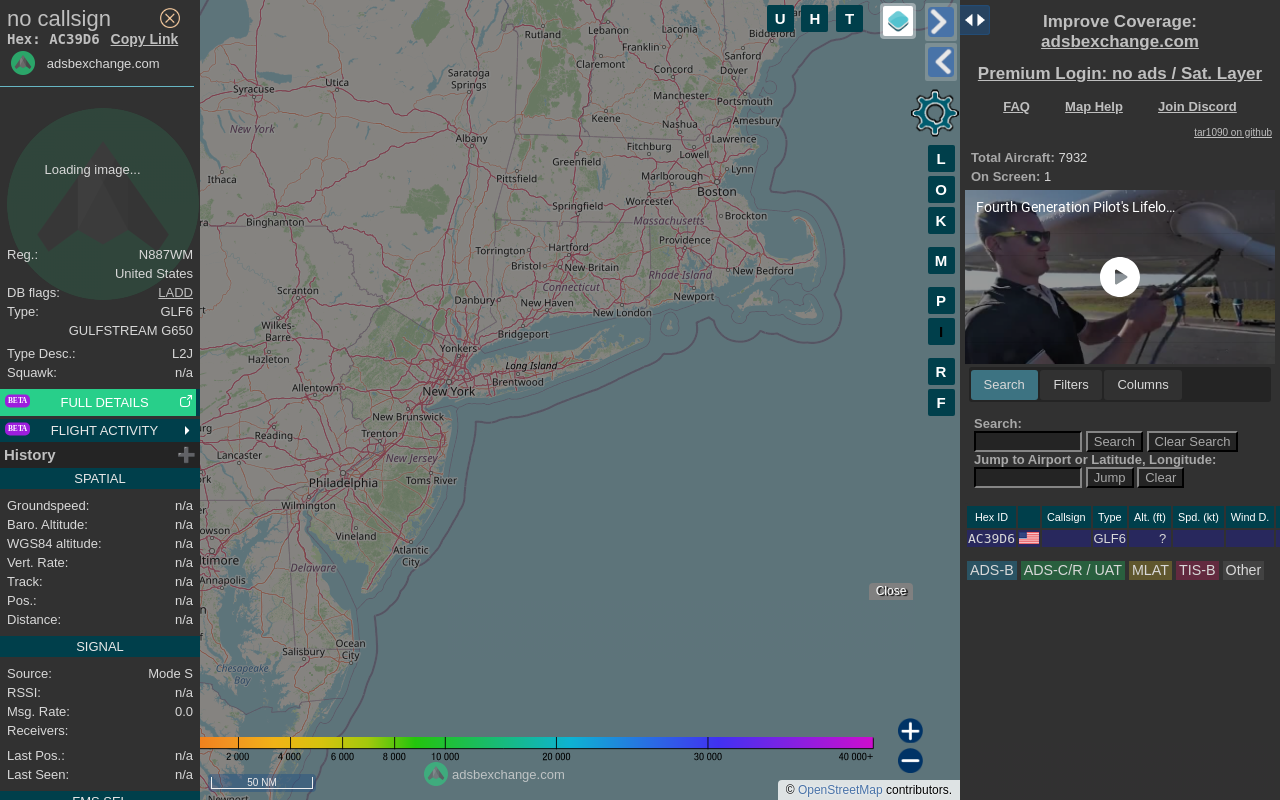 no callsign
Hex: AC39D6 Copy Link
adsbexchange.com
Loading image...
Reg.: N887WM
United States
DB flags: LADD
Type: GLF6
GULFSTREAM G650
Type Desc.: L2J
Squawk: n/a
BETA FULL DETAILS
BETA FLIGHT ACTIVITY
History
SPATIAL
Groundspeed: n/a
Baro. Altitude: n/a
WGS84 altitude: n/a
Vert. Rate: n/a
Track: n/a
Pos.: n/a
Distance: n/a
SIGNAL
Source: Mode S
RSSI: n/a
Msg. Rate: 0.0
Receivers:
Last Pos.: n/a
Last Seen: n/a
FMS SEL
U H T
L
O
K
M
P
I
R
F
Rutland
Lebanon
Laconia
Biddeford
Franklin
Sanford
Claremont
Concord
Dover
Saratoga
Springs
Utica
Syracuse
Manchester
Portsmouth
Keene
Nashua
Amesbury
New York
Albany
Fitchburg
Lawrence
Greenfield
Lowell
Ithaca
Pittsfield
Marlborough
Lynn
Boston
Springfield
Worcester
Binghamton
Massachusetts
Brockton
Providence
Torrington
Hartford
Bristol
New Britain
Rhode Island
New Bedford
Connecticut
Scranton
Danbury
New Haven
Newport
New London
Wilkes-
Barre
Bridgeport
Yonkers
Hazleton
Long Island
Allentown
New York
Brentwood
New Brunswick
Reading
Trenton
Lancaster
New Jersey
Philadelphia
Toms River
Wilmington
Vineland
Atlantic
City
Delaware
Annapolis
Ocean
City
Salisbury
Chesapeake
Bay
Newport
Close
2 000 4 000 6 000 8 000 10 000 20 000 30 000 40 000+
adsbexchange.com
50 NM
© OpenStreetMap contributors.
Improve Coverage:
adsbexchange.com
Premium Login: no ads / Sat. Layer
FAQ Map Help Join Discord
tar1090 on github
Total Aircraft: 7932
On Screen: 1
Fourth Generation Pilot's Lifelo...
Search Filters Columns
Search:
Search Clear Search
Jump to Airport or Latitude, Longitude:
Jump Clear
Hex ID Callsign Type Alt. (ft) Spd. (kt) Wind D.
AC39D6 GLF6 ?
ADS-B ADS-C/R / UAT MLAT TIS-B Other